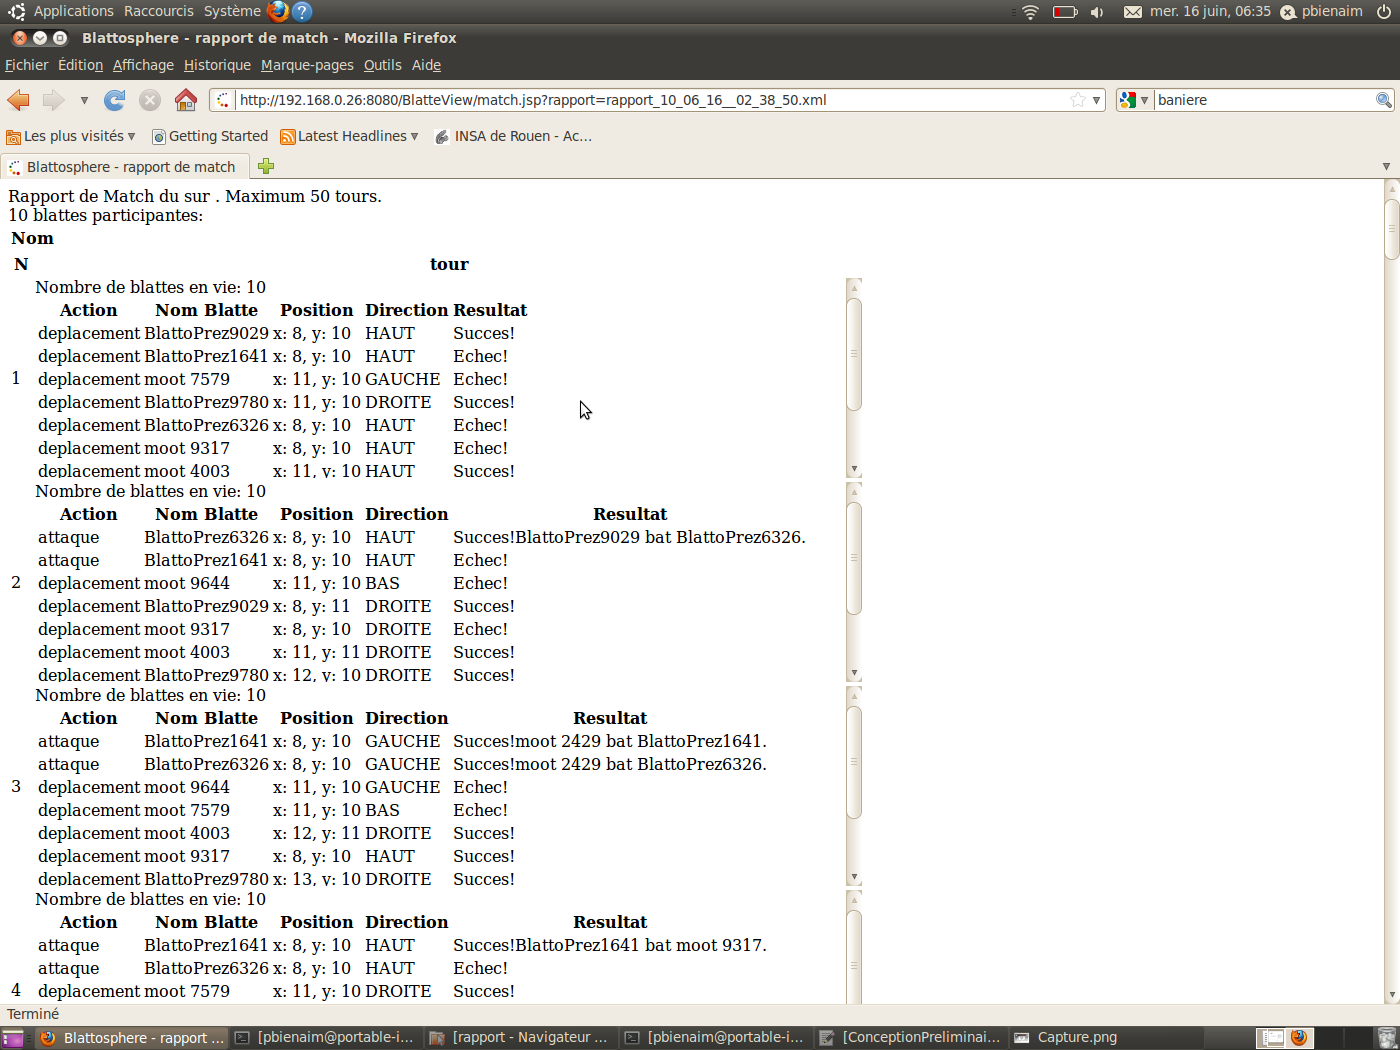 Applications Raccourcis Système mer. 16 juin, 06:35 pbienaim
Blattosphere - rapport de match - Mozilla Firefox
Fichier Édition Affichage Historique Marque-pages Outils Aide
http://192.168.0.26:8080/BlatteView/match.jsp?rapport=rapport_10_06_16__02_38_50.xml baniere
Les plus visités Getting Started Latest Headlines INSA de Rouen - Ac...
Blattosphere - rapport de match
Rapport de Match du sur . Maximum 50 tours.
10 blattes participantes:
Nom
N tour
Nombre de blattes en vie: 10
Action Nom Blatte Position Direction Resultat
deplacement BlattoPrez9029 x: 8, y: 10 HAUT Succes!
deplacement BlattoPrez1641 x: 8, y: 10 HAUT Echec!
1 deplacement moot 7579 x: 11, y: 10 GAUCHE Echec!
deplacement BlattoPrez9780 x: 11, y: 10 DROITE Succes!
deplacement BlattoPrez6326 x: 8, y: 10 HAUT Echec!
deplacement moot 9317 x: 8, y: 10 HAUT Echec!
deplacement moot 4003 x: 11, y: 10 HAUT Succes!
Nombre de blattes en vie: 10
Action Nom Blatte Position Direction Resultat
attaque BlattoPrez6326 x: 8, y: 10 HAUT Succes!BlattoPrez9029 bat BlattoPrez6326.
attaque BlattoPrez1641 x: 8, y: 10 HAUT Echec!
2 deplacement moot 9644 x: 11, y: 10 BAS Echec!
deplacement BlattoPrez9029 x: 8, y: 11 DROITE Succes!
deplacement moot 9317 x: 8, y: 10 DROITE Echec!
deplacement moot 4003 x: 11, y: 11 DROITE Succes!
deplacement BlattoPrez9780 x: 12, y: 10 DROITE Succes!
Nombre de blattes en vie: 10
Action Nom Blatte Position Direction Resultat
attaque BlattoPrez1641 x: 8, y: 10 GAUCHE Succes!moot 2429 bat BlattoPrez1641.
attaque BlattoPrez6326 x: 8, y: 10 GAUCHE Succes!moot 2429 bat BlattoPrez6326.
3 deplacement moot 9644 x: 11, y: 10 GAUCHE Echec!
deplacement moot 7579 x: 11, y: 10 BAS Echec!
deplacement moot 4003 x: 12, y: 11 DROITE Succes!
deplacement moot 9317 x: 8, y: 10 HAUT Succes!
deplacement BlattoPrez9780 x: 13, y: 10 DROITE Succes!
Nombre de blattes en vie: 10
Action Nom Blatte Position Direction Resultat
attaque BlattoPrez1641 x: 8, y: 10 HAUT Succes!BlattoPrez1641 bat moot 9317.
attaque BlattoPrez6326 x: 8, y: 10 HAUT Echec!
4 deplacement moot 7579 x: 11, y: 10 DROITE Succes!
Terminé
Blattosphere - rapport ... [pbienaim@portable-i... [rapport - Navigateur ... [pbienaim@portable-i... [ConceptionPreliminai... Capture.png